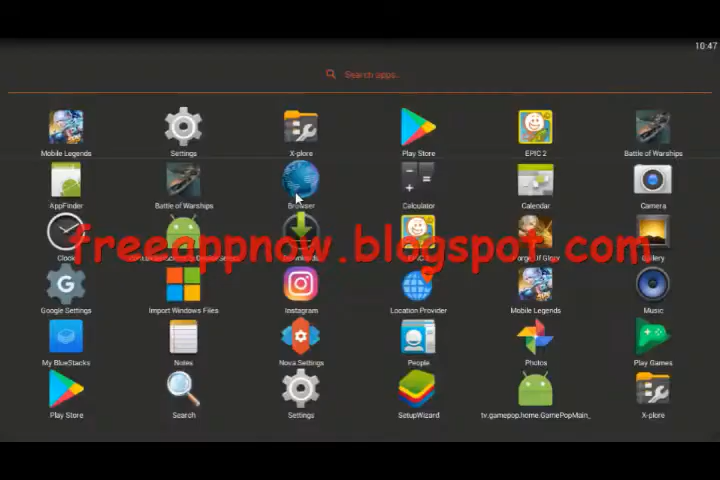 10:47
Search apps..
Mobile Legends Settings X-plore Play Store EPIC 2 Battle of Warships
AppFinder Battle of Warships Browser Calculator Calendar Camera
freeappnow.blogspot.com
Clock Gallery
Google Settings Import Windows Files Instagram Location Provider Mobile Legends Music
My BlueStacks Notes Nova Settings People Photos Play Games
Play Store Search Settings SetupWizard tv.gamepop.home.GamePopMain_ X-plore